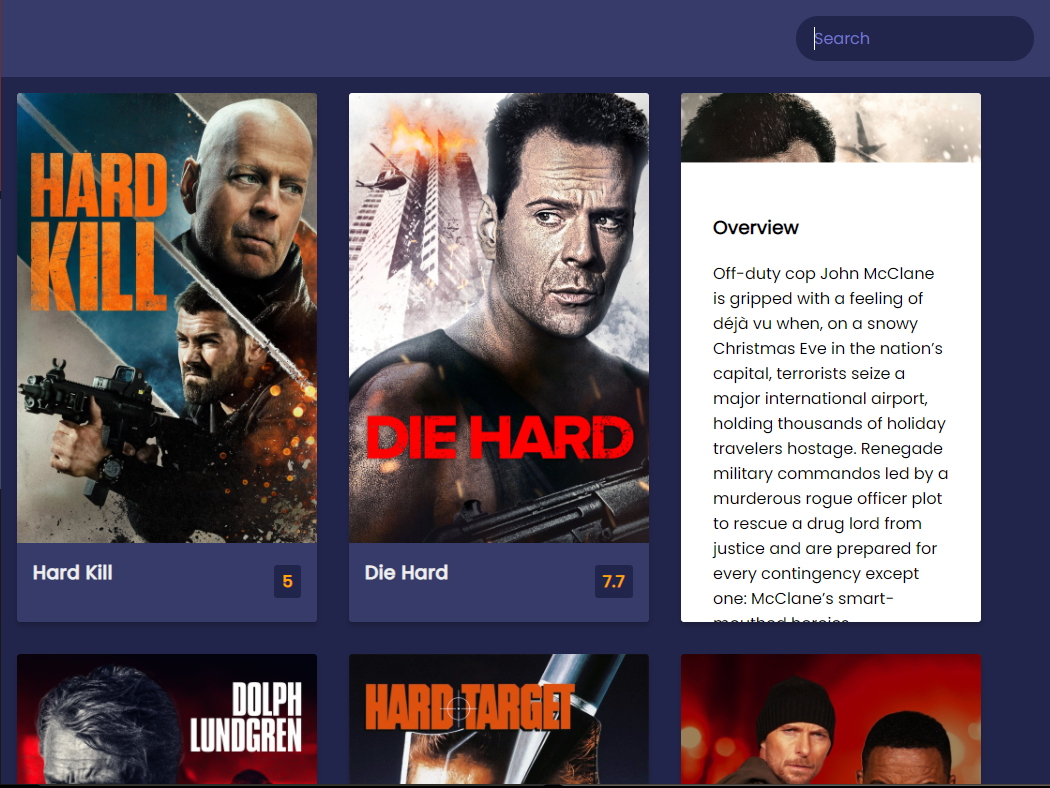 Search
HARD
KILL
DIE HARD
Overview
Off-duty cop John McClane
is gripped with a feeling of
déjà vu when, on a snowy
Christmas Eve in the nation’s
capital, terrorists seize a
major international airport,
holding thousands of holiday
travelers hostage. Renegade
military commandos led by a
murderous rogue officer plot
to rescue a drug lord from
justice and are prepared for
every contingency except
one: McClane’s smart-
mouthed heroics.
Hard Kill
5
Die Hard
7.7
DOLPH
LUNDGREN
HARD TARGET